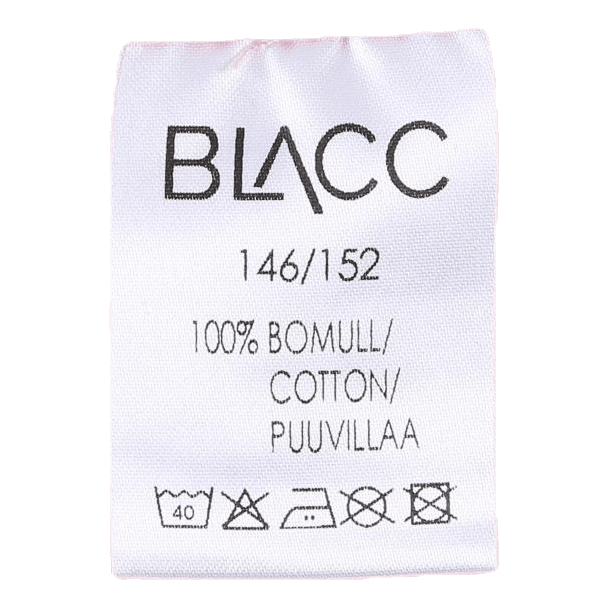 BLACC
146/152
100% BOMULL/
COTTON/
PUUVILLAA
40